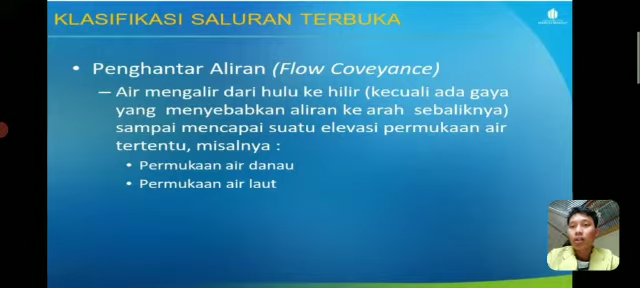 KLASIFIKASI SALURAN TERBUKA
• Penghantar Aliran (Flow Coveyance)
– Air mengalir dari hulu ke hilir (kecuali ada gaya
yang menyebabkan aliran ke arah sebaliknya)
sampai mencapai suatu elevasi permukaan air
tertentu, misalnya :
• Permukaan air danau
• Permukaan air laut